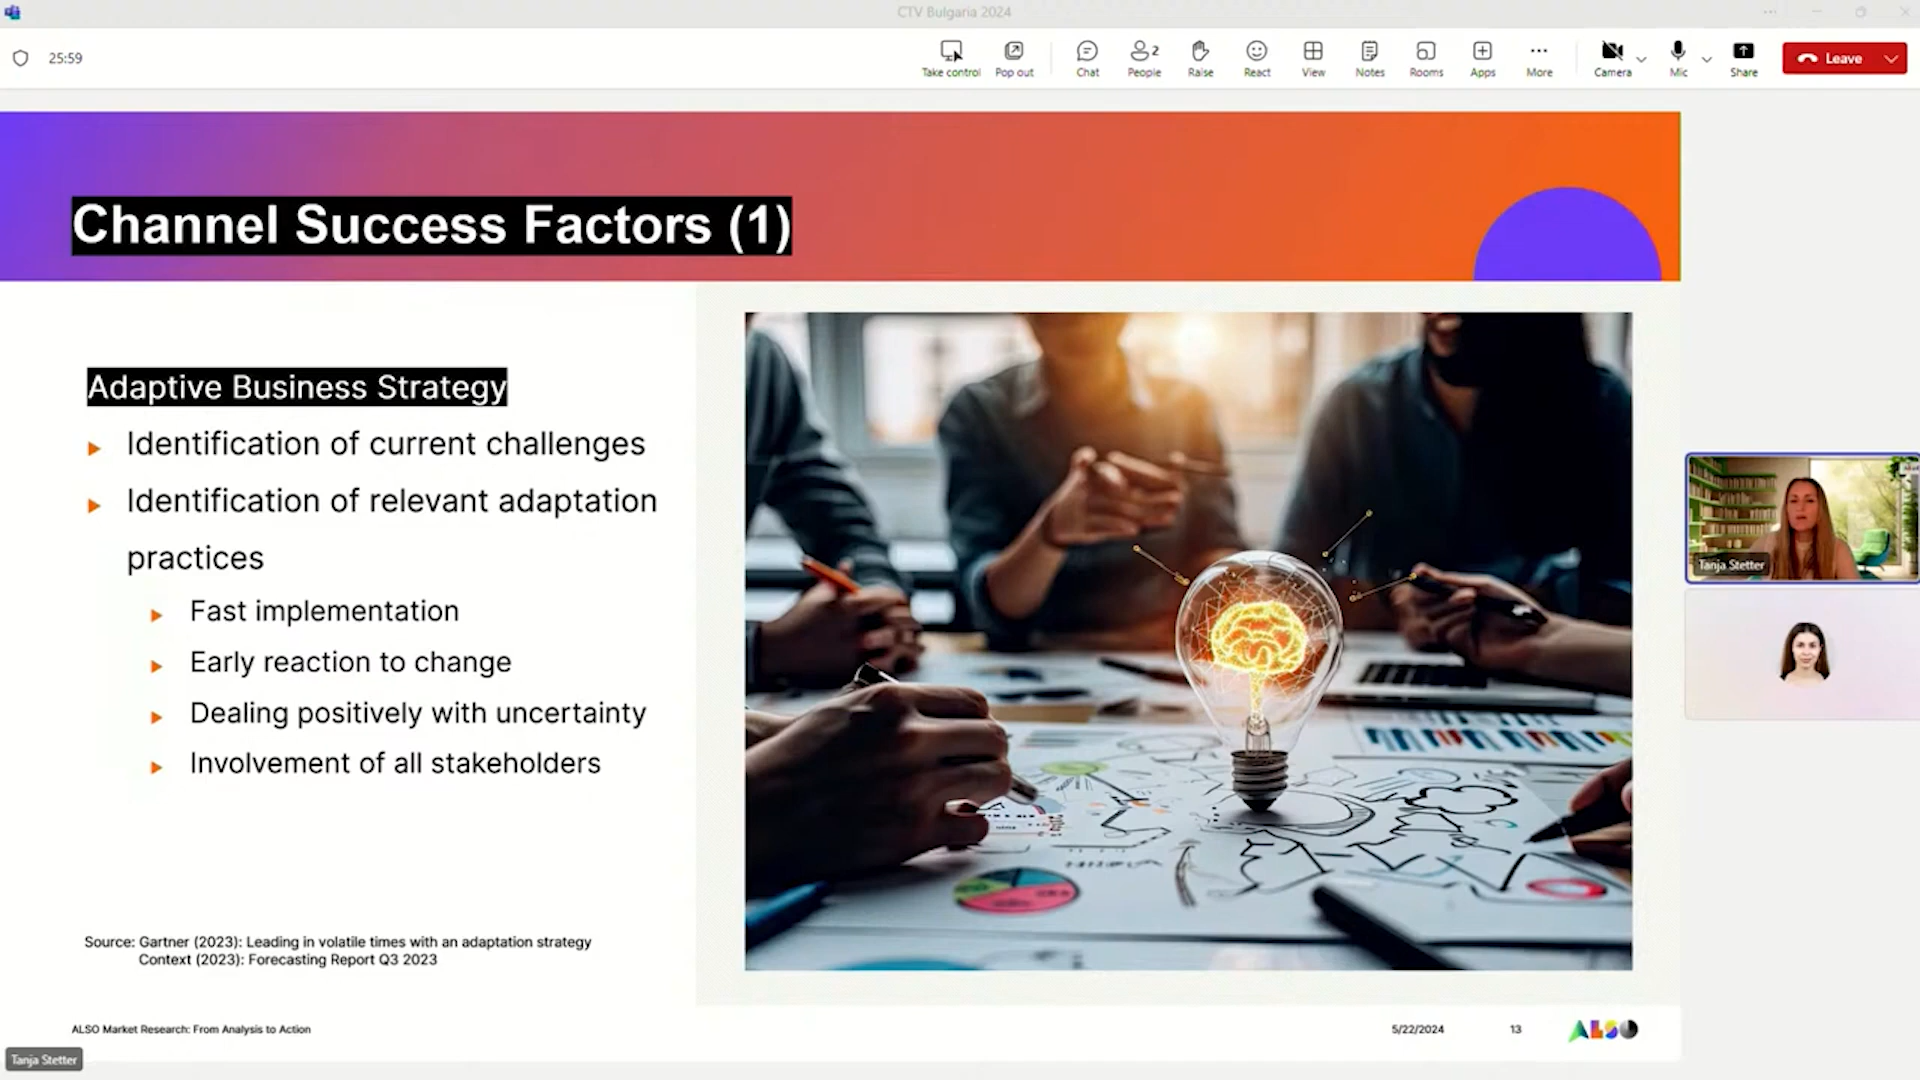 CTV Bulgaria 2024
25:59
Take control
Pop out
Chat
2
People
Raise
React
View
Notes
Rooms
Apps
More
Camera
Mic
Share
Leave
Channel Success Factors (1)
Adaptive Business Strategy
Identification of current challenges
Identification of relevant adaptation
practices
Fast implementation
Early reaction to change
Dealing positively with uncertainty
Involvement of all stakeholders
Source: Gartner (2023): Leading in volatile times with an adaptation strategy
Context (2023): Forecasting Report Q3 2023
Tanja Stetter
ALSO Market Research: From Analysis to Action
5/22/2024
13
ALSO
Tanja Stetter